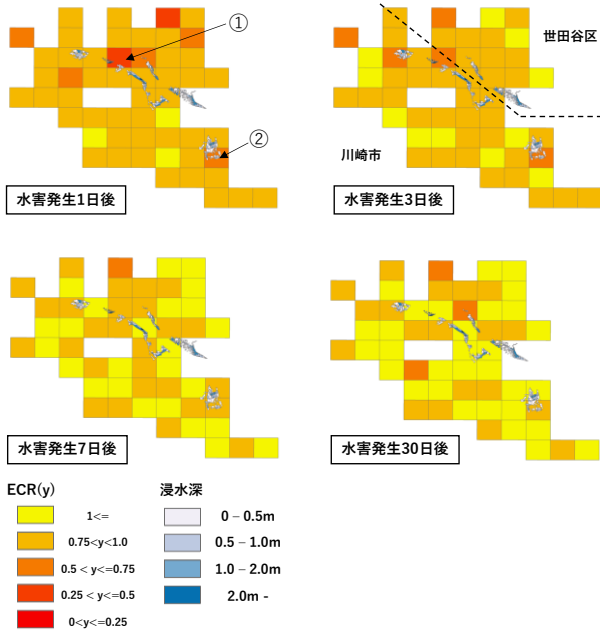 ①
世田谷区
②
川崎市
水害発生1日後
水害発生3日後
水害発生7日後
水害発生30日後
ECR(y)
1<=
0.75<y<1.0
0.5 < y<=0.75
0.25 < y<=0.5
0<y<=0.25
浸水深
0 – 0.5m
0.5 – 1.0m
1.0 – 2.0m
2.0m -